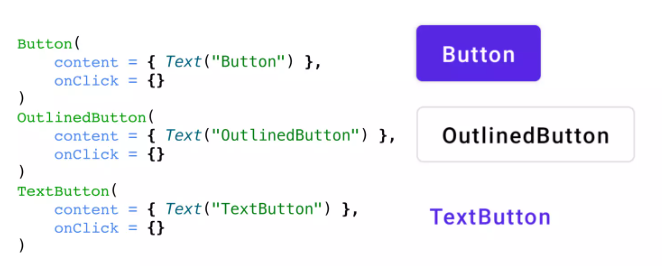 Button(
    content = { Text("Button") },
    onClick = {}
)
OutlinedButton(
    content = { Text("OutlinedButton") },
    onClick = {}
)
TextButton(
    content = { Text("TextButton") },
    onClick = {}
)
Button
OutlinedButton
TextButton